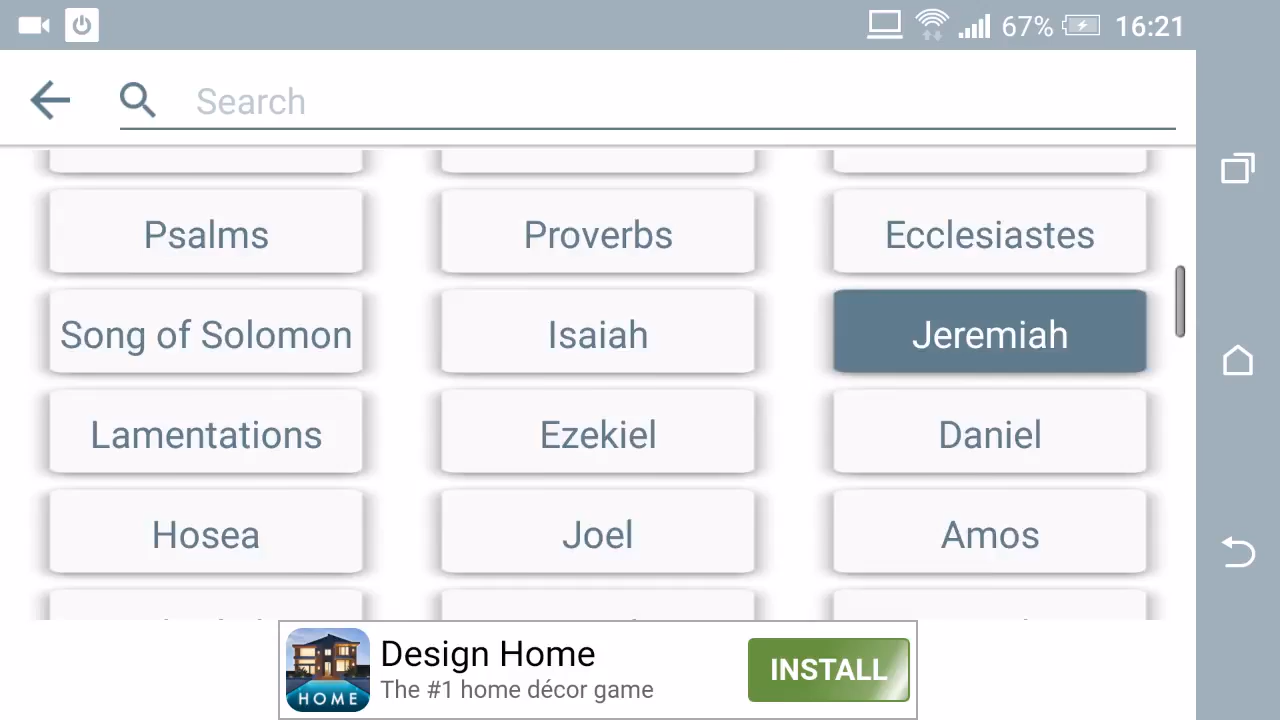 67% 16:21
Search
Psalms Proverbs Ecclesiastes
Song of Solomon Isaiah Jeremiah
Lamentations Ezekiel Daniel
Hosea Joel Amos
Design Home
The #1 home décor game
INSTALL
HOME